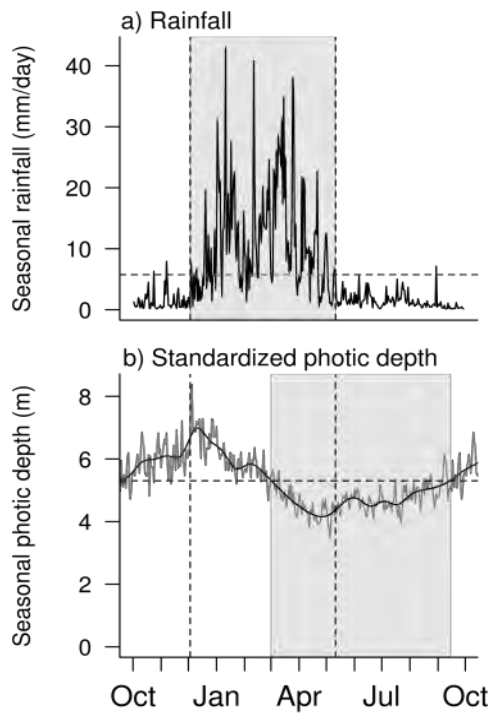 a) Rainfall
Seasonal rainfall (mm/day)
40
30
20
10
0
b) Standardized photic depth
Seasonal photic depth (m)
8
6
4
2
0
Oct Jan Apr Jul Oct